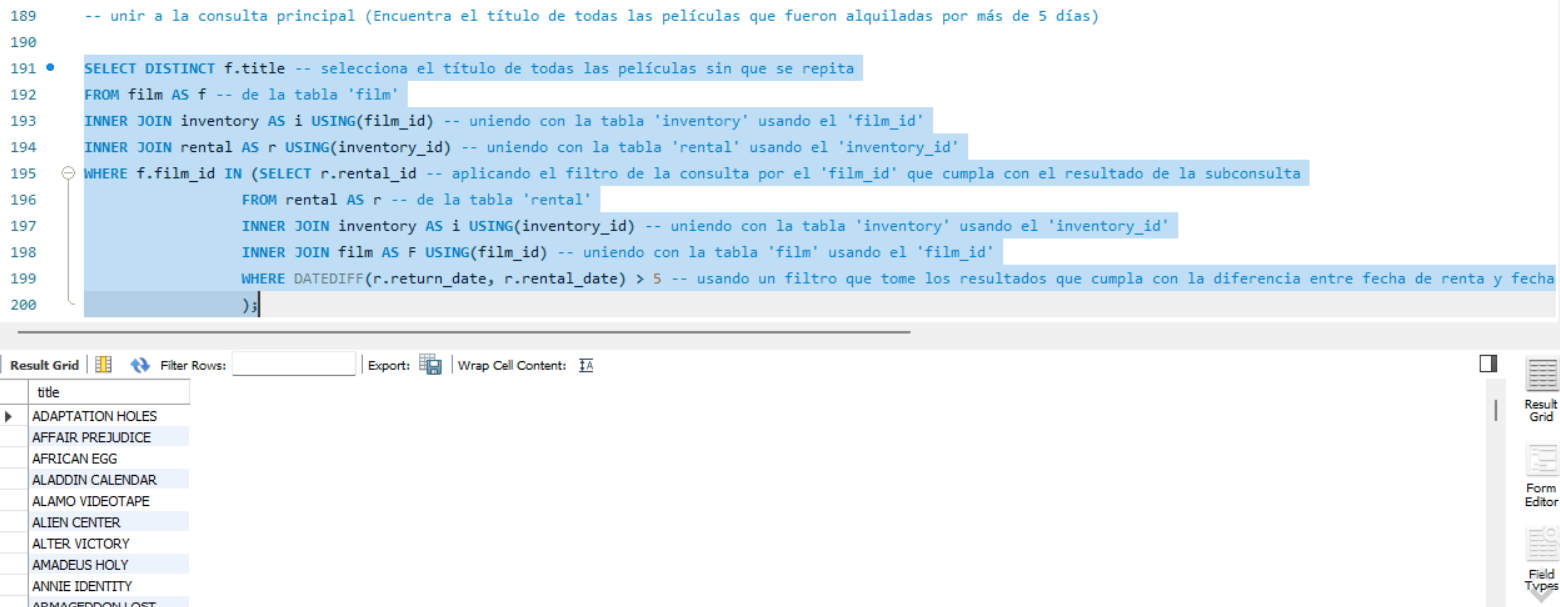 189 -- unir a la consulta principal (Encuentra el título de todas las películas que fueron alquiladas por más de 5 días)
190
191 SELECT DISTINCT f.title -- selecciona el título de todas las películas sin que se repita
192 FROM film AS f -- de la tabla 'film'
193 INNER JOIN inventory AS i USING(film_id) -- uniendo con la tabla 'inventory' usando el 'film_id'
194 INNER JOIN rental AS r USING(inventory_id) -- uniendo con la tabla 'rental' usando el 'inventory_id'
195 WHERE f.film_id IN (SELECT r.rental_id -- aplicando el filtro de la consulta por el 'film_id' que cumpla con el resultado de la subconsulta
196 FROM rental AS r -- de la tabla 'rental'
197 INNER JOIN inventory AS i USING(inventory_id) -- uniendo con la tabla 'inventory' usando el 'inventory_id'
198 INNER JOIN film AS F USING(film_id) -- uniendo con la tabla 'film' usando el 'film_id'
199 WHERE DATEDIFF(r.return_date, r.rental_date) > 5 -- usando un filtro que tome los resultados que cumpla con la diferencia entre fecha de renta y fecha
200 );
Result Grid Filter Rows: Export: Wrap Cell Content:
title
ADAPTATION HOLES
AFFAIR PREJUDICE
AFRICAN EGG
ALADDIN CALENDAR
ALAMO VIDEOTAPE
ALIEN CENTER
ALTER VICTORY
AMADEUS HOLY
ANNIE IDENTITY
ARMAGEDDON LOST
Result
Grid
Form
Editor
Field
Types